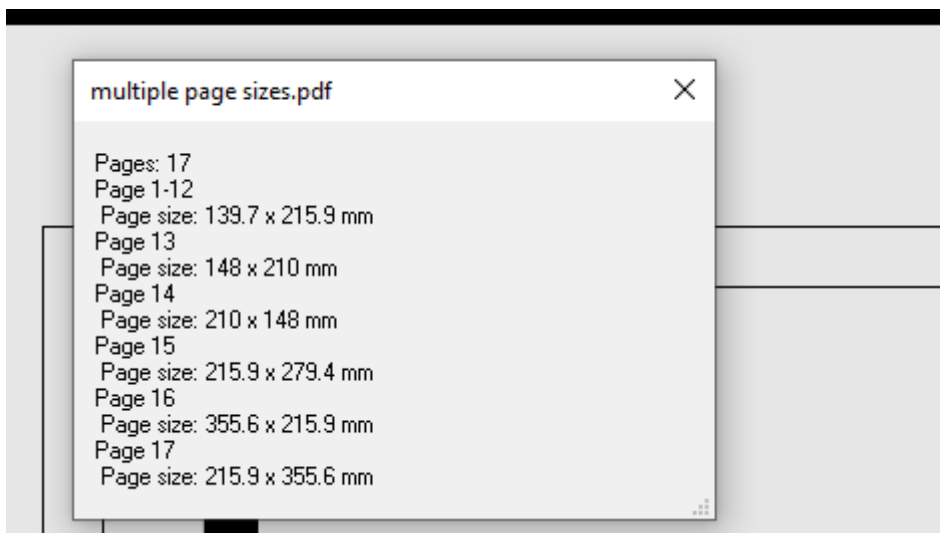 multiple page sizes.pdf
Pages: 17
Page 1-12
Page size: 139.7 x 215.9 mm
Page 13
Page size: 148 x 210 mm
Page 14
Page size: 210 x 148 mm
Page 15
Page size: 215.9 x 279.4 mm
Page 16
Page size: 355.6 x 215.9 mm
Page 17
Page size: 215.9 x 355.6 mm